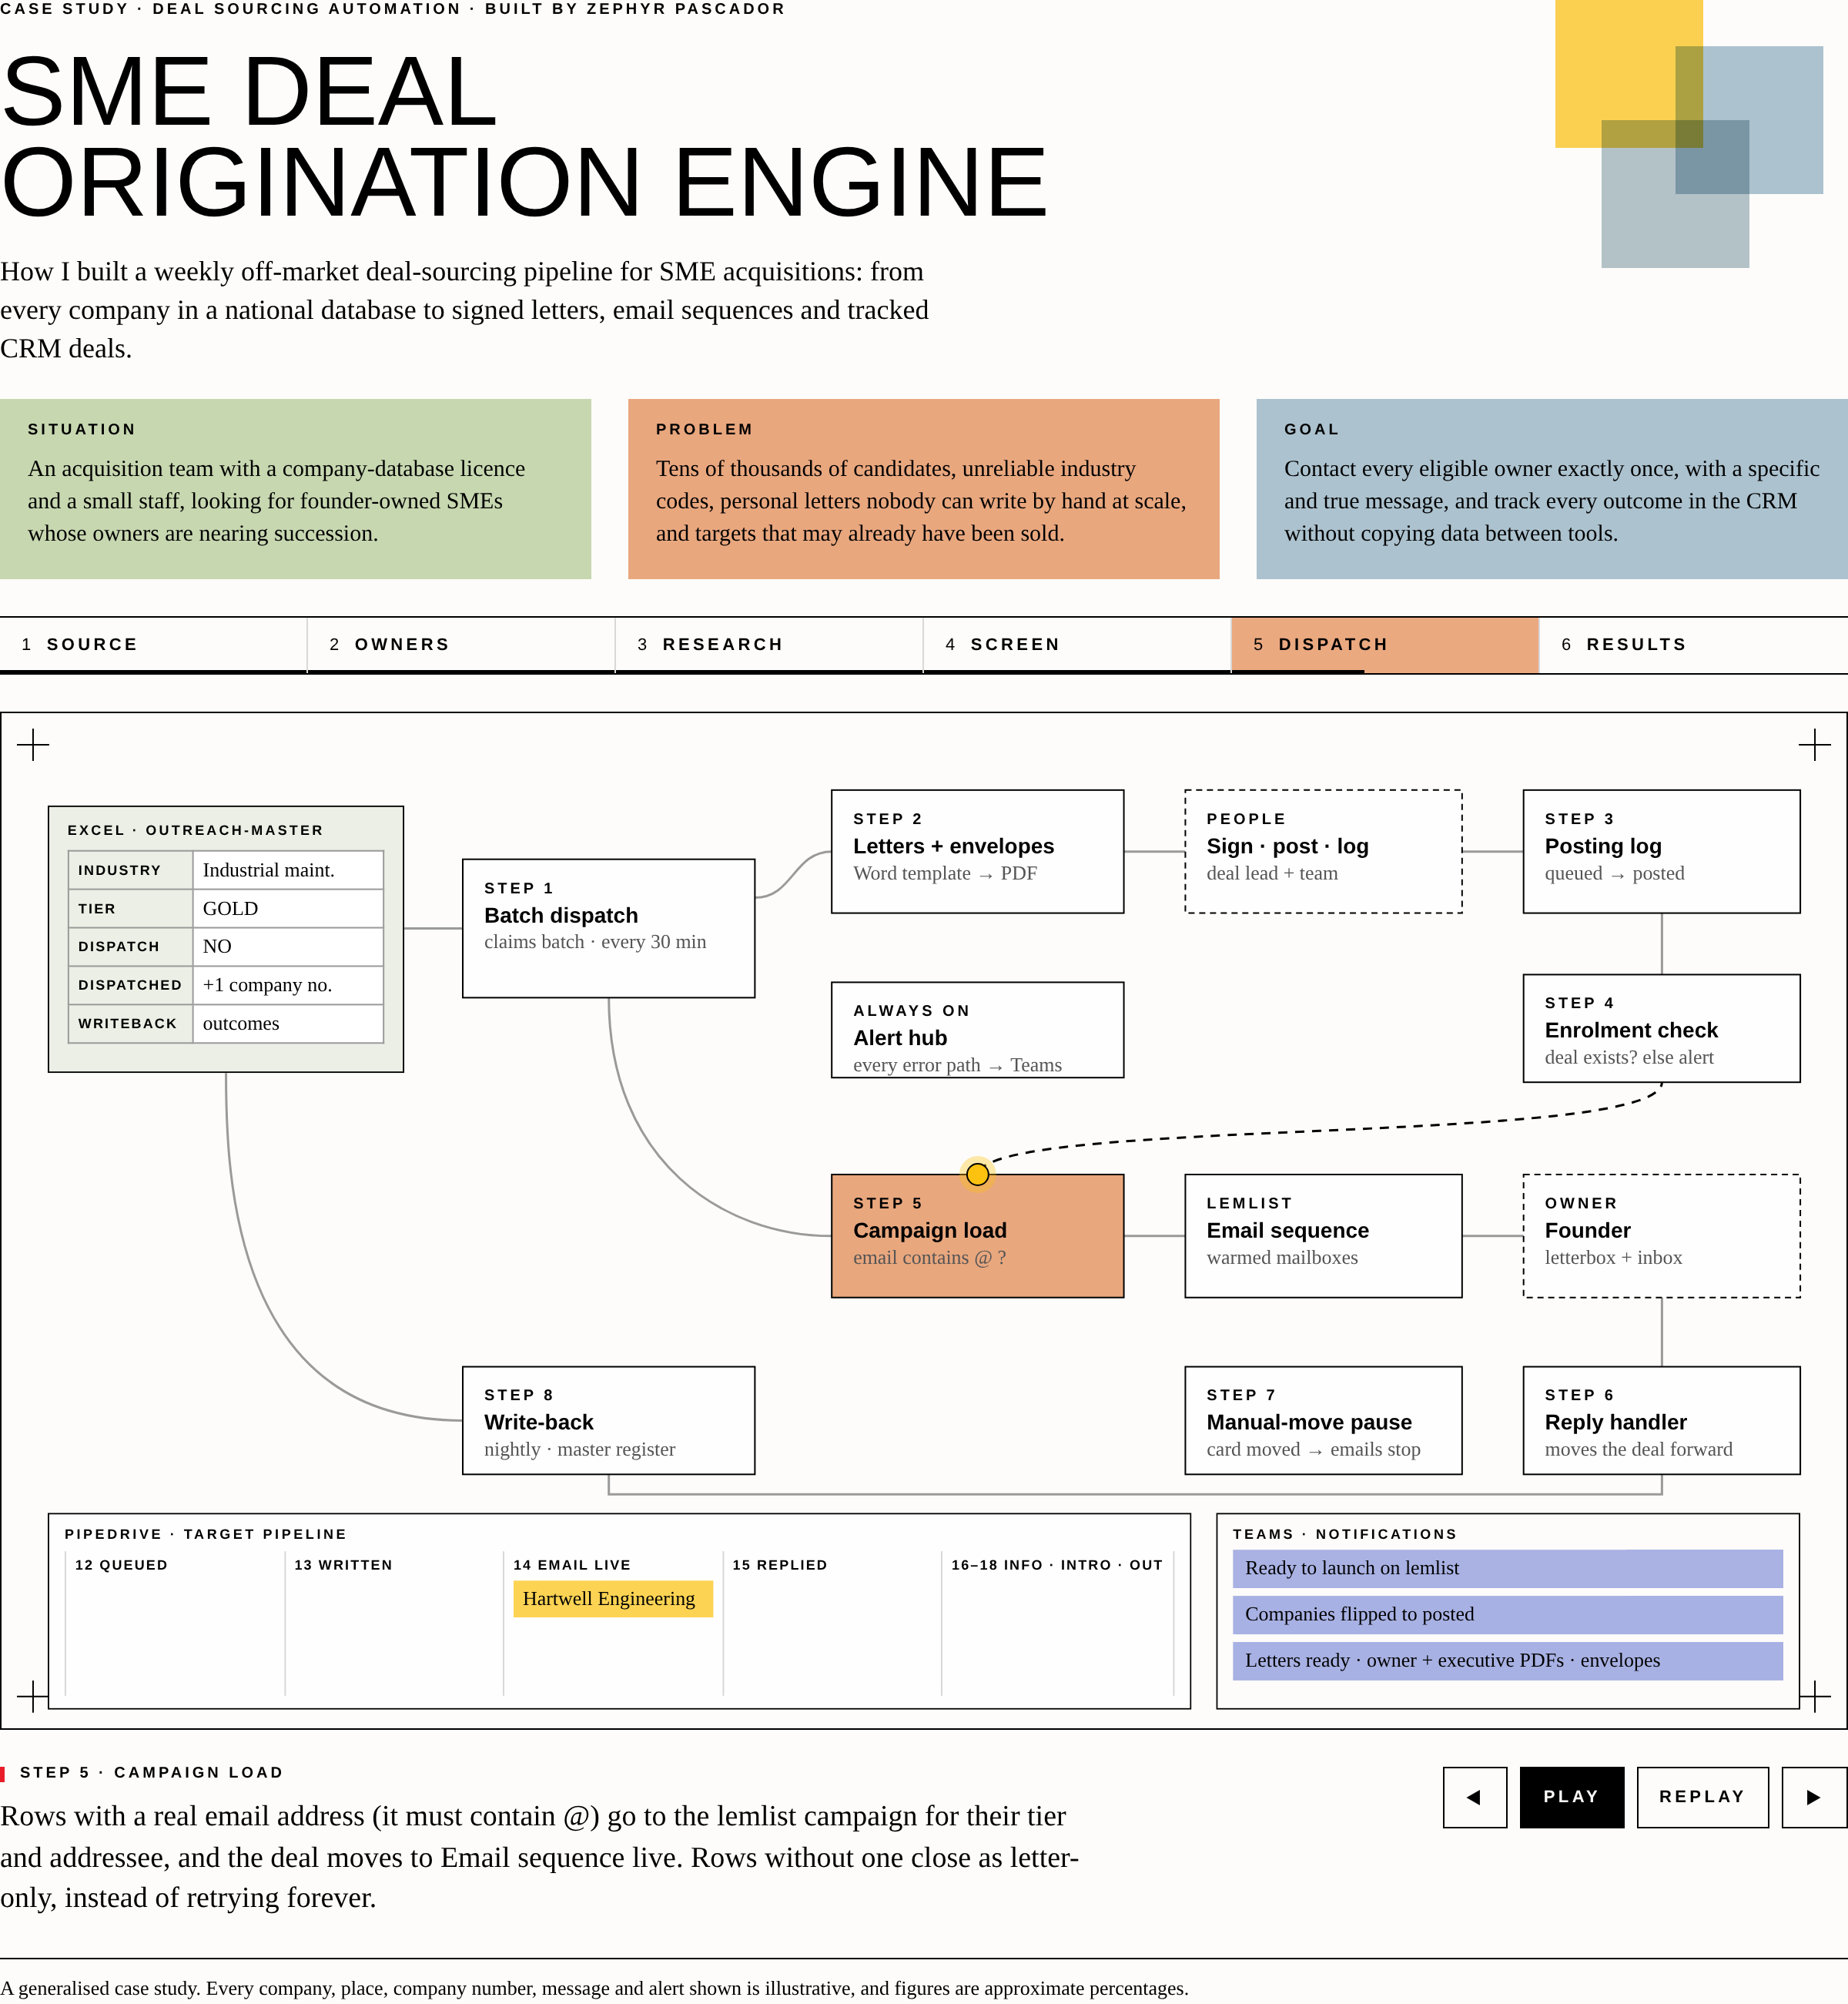 CASE STUDY · DEAL SOURCING AUTOMATION · BUILT BY ZEPHYR PASCADOR
SME DEAL
ORIGINATION ENGINE
How I built a weekly off-market deal-sourcing pipeline for SME acquisitions: from
every company in a national database to signed letters, email sequences and tracked
CRM deals.
SITUATION
An acquisition team with a company-database licence
and a small staff, looking for founder-owned SMEs
whose owners are nearing succession.
PROBLEM
Tens of thousands of candidates, unreliable industry
codes, personal letters nobody can write by hand at scale,
and targets that may already have been sold.
GOAL
Contact every eligible owner exactly once, with a specific
and true message, and track every outcome in the CRM
without copying data between tools.
1 SOURCE
2 OWNERS
3 RESEARCH
4 SCREEN
5 DISPATCH
6 RESULTS
EXCEL · OUTREACH-MASTER
INDUSTRY Industrial maint.
TIER GOLD
DISPATCH NO
DISPATCHED +1 company no.
WRITEBACK outcomes
STEP 1
Batch dispatch
claims batch · every 30 min
STEP 2
Letters + envelopes
Word template → PDF
PEOPLE
Sign · post · log
deal lead + team
STEP 3
Posting log
queued → posted
ALWAYS ON
Alert hub
every error path → Teams
STEP 4
Enrolment check
deal exists? else alert
STEP 5
Campaign load
email contains @ ?
LEMLIST
Email sequence
warmed mailboxes
OWNER
Founder
letterbox + inbox
STEP 8
Write-back
nightly · master register
STEP 7
Manual-move pause
card moved → emails stop
STEP 6
Reply handler
moves the deal forward
PIPEDRIVE · TARGET PIPELINE
12 QUEUED
13 WRITTEN
14 EMAIL LIVE
Hartwell Engineering
15 REPLIED
16–18 INFO · INTRO · OUT
TEAMS · NOTIFICATIONS
Ready to launch on lemlist
Companies flipped to posted
Letters ready · owner + executive PDFs · envelopes
STEP 5 · CAMPAIGN LOAD
Rows with a real email address (it must contain @) go to the lemlist campaign for their tier
and addressee, and the deal moves to Email sequence live. Rows without one close as letter-
only, instead of retrying forever.
PLAY
REPLAY
A generalised case study. Every company, place, company number, message and alert shown is illustrative, and figures are approximate percentages.